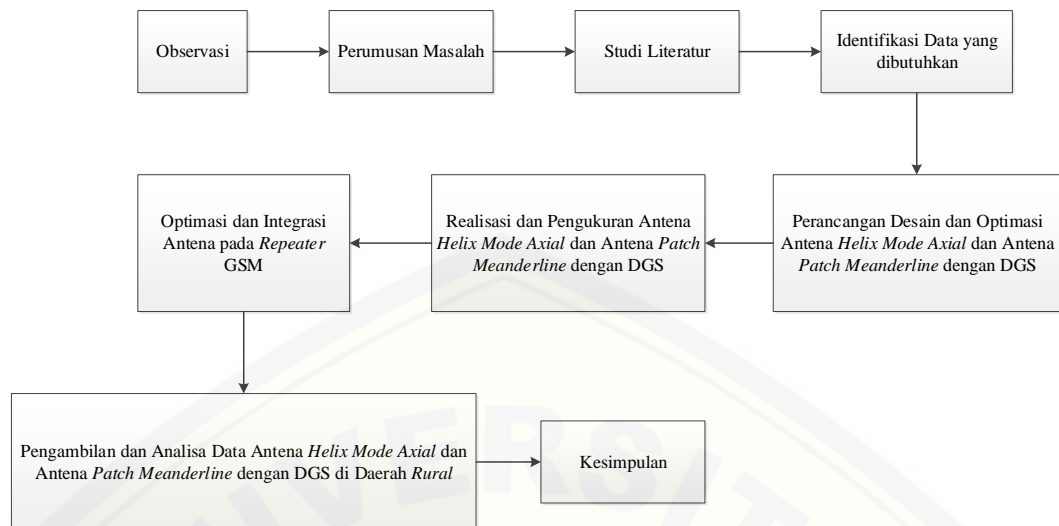 Observasi
Perumusan Masalah
Studi Literatur
Identifikasi Data yang
dibutuhkan
Perancangan Desain dan Optimasi
Antena Helix Mode Axial dan Antena
Patch Meanderline dengan DGS
Realisasi dan Pengukuran Antena
Helix Mode Axial dan Antena Patch
Meanderline dengan DGS
Optimasi dan Integrasi
Antena pada Repeater
GSM
Pengambilan dan Analisa Data Antena Helix Mode Axial dan
Antena Patch Meanderline dengan DGS di Daerah Rural
Kesimpulan